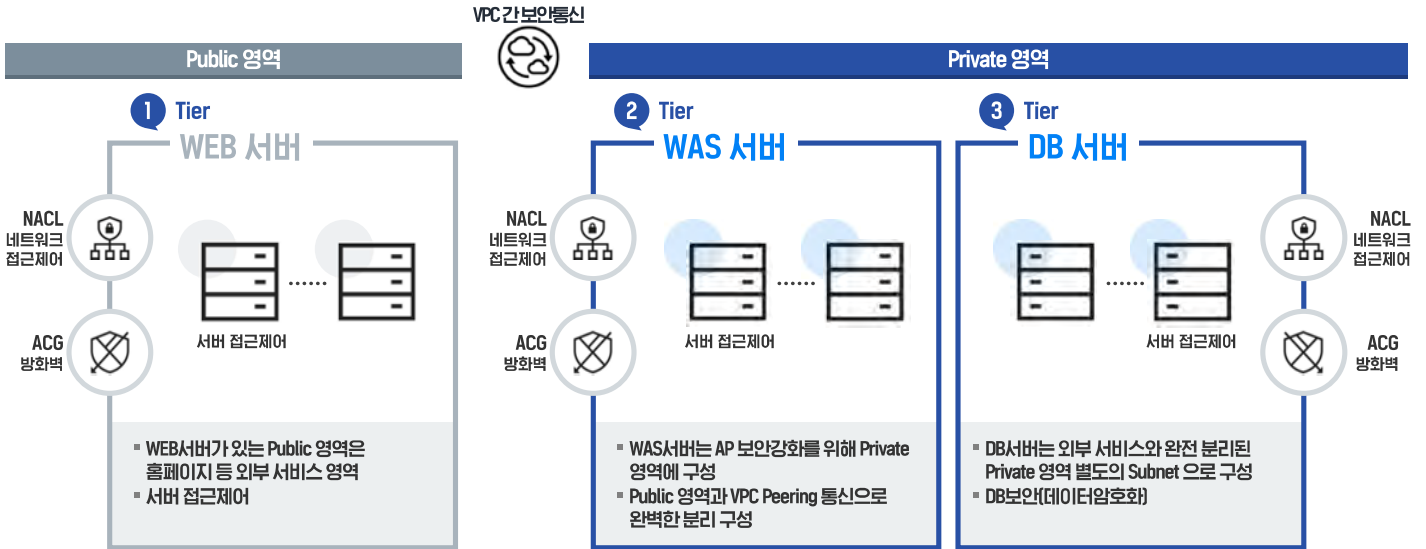 VPC 간 보안통신
Public 영역
Private 영역
1 Tier
WEB 서버
NACL
네트워크
접근제어
ACG
방화벽
서버 접근제어
WEB서버가 있는 Public 영역은
홈페이지 등 외부 서비스 영역
서버 접근제어
2 Tier
WAS 서버
NACL
네트워크
접근제어
ACG
방화벽
서버 접근제어
WAS서버는 AP 보안강화를 위해 Private
영역에 구성
Public 영역과 VPC Peering 통신으로
완벽한 분리 구성
3 Tier
DB 서버
NACL
네트워크
접근제어
ACG
방화벽
서버 접근제어
DB서버는 외부 서비스와 완전 분리된
Private 영역 별도의 Subnet 으로 구성
DB보안(데이터암호화)